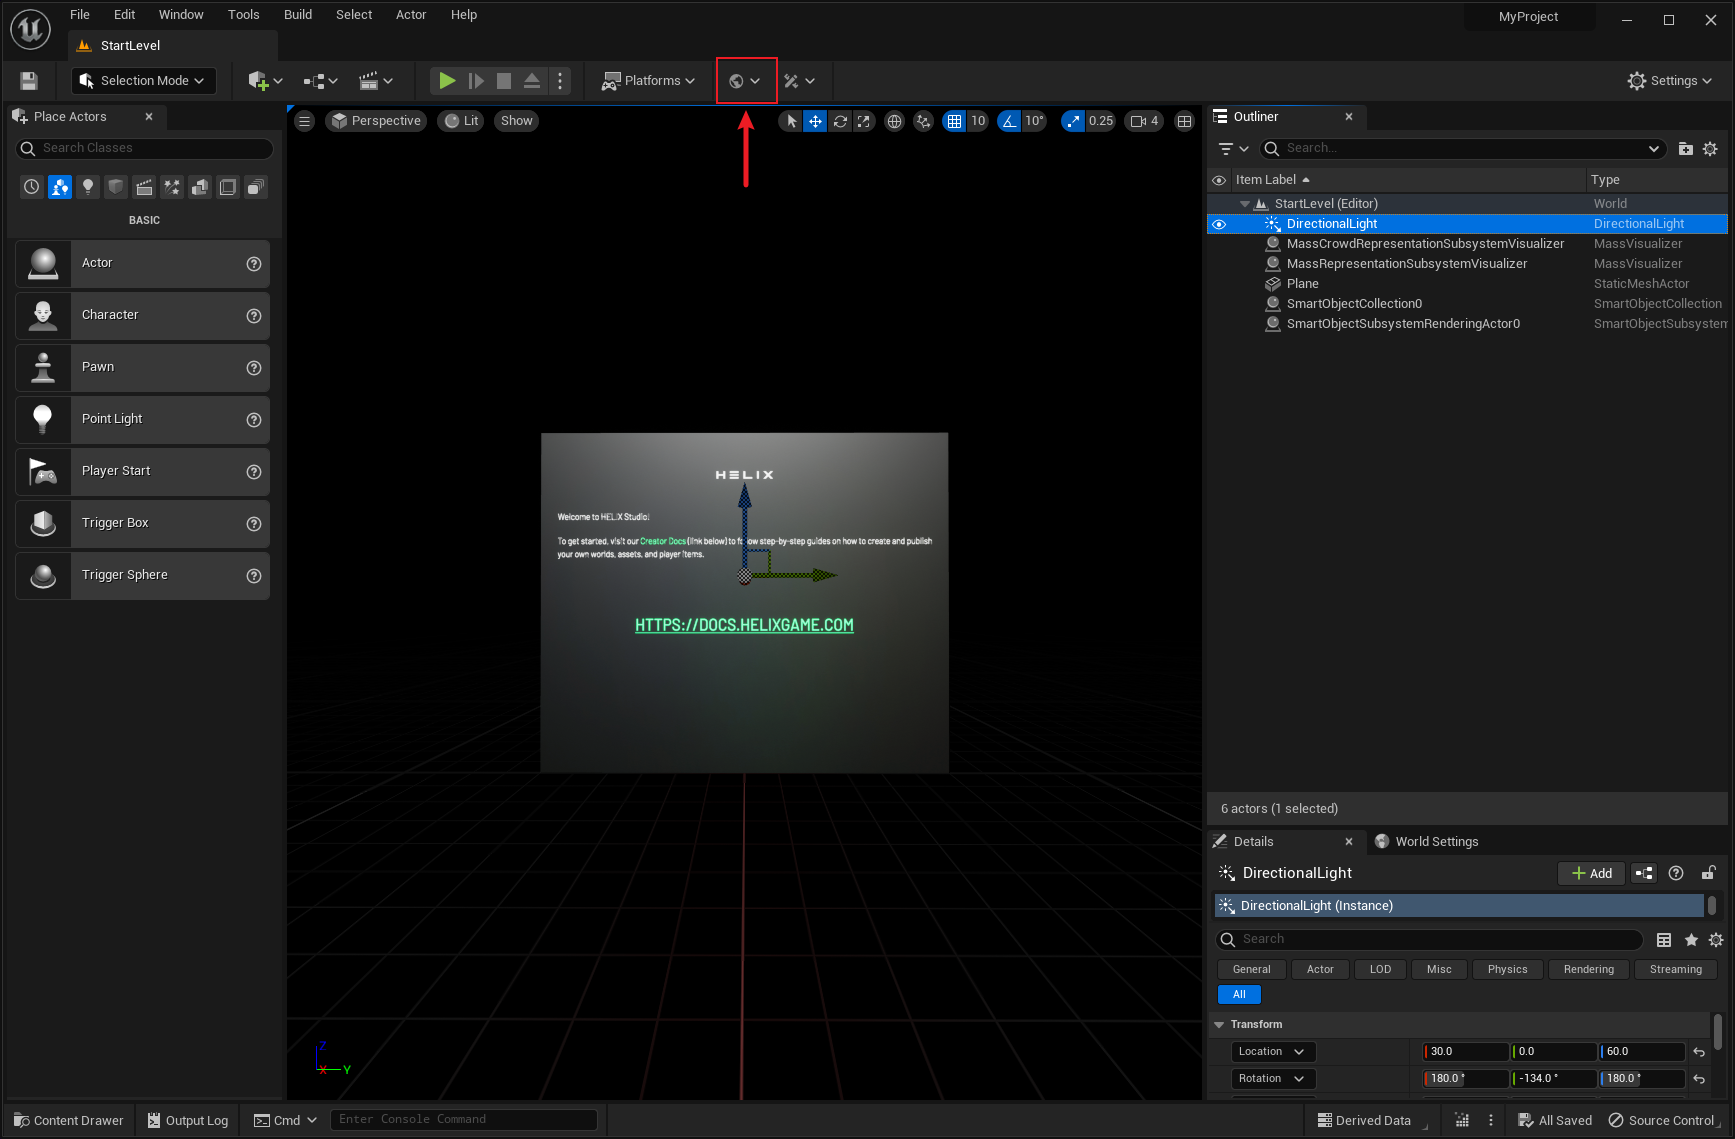 File Edit Window Tools Build Select Actor Help
MyProject
StartLevel
Selection Mode
Platforms
Settings
Place Actors
Search Classes
BASIC
Actor
Character
Pawn
Point Light
Player Start
Trigger Box
Trigger Sphere
Perspective Lit Show
10 10° 0.25 4
HELIX
Welcome to HELIX Studio!
To get started, visit our Creator Docs (link below) to follow step-by-step guides on how to create and publish
your own worlds, assets, and player items.
HTTPS://DOCS.HELIXGAME.COM
Z
X Y
Outliner
Search...
Item Label Type
StartLevel (Editor) World
DirectionalLight DirectionalLight
MassCrowdRepresentationSubsystemVisualizer MassVisualizer
MassRepresentationSubsystemVisualizer MassVisualizer
Plane StaticMeshActor
SmartObjectCollection0 SmartObjectCollection
SmartObjectSubsystemRenderingActor0 SmartObjectSubsystem
6 actors (1 selected)
Details World Settings
DirectionalLight Add
DirectionalLight (Instance)
Search
General Actor LOD Misc Physics Rendering Streaming
All
Transform
Location 30.0 0.0 60.0
Rotation 180.0 ° -134.0 ° 180.0 °
Content Drawer Output Log Cmd Enter Console Command Derived Data All Saved Source Control